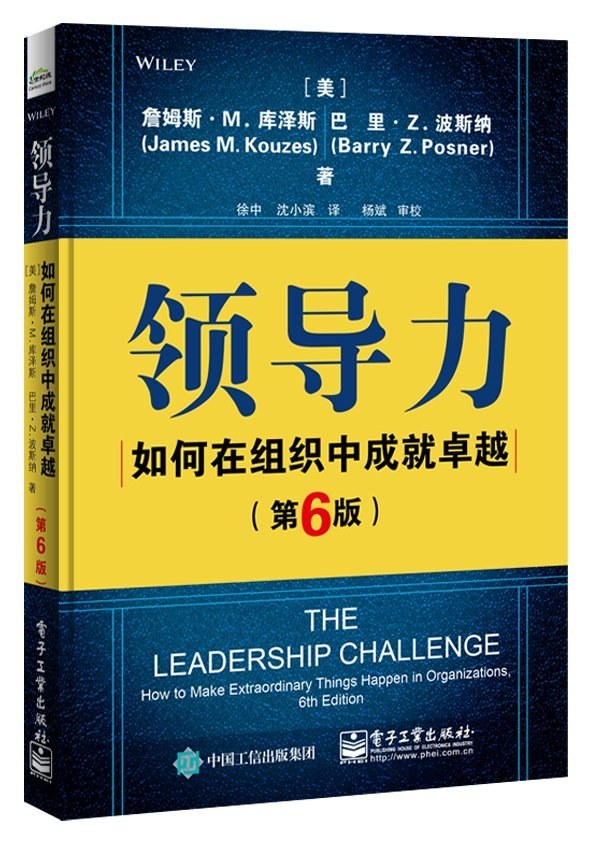 WILEY
[美]
詹姆斯·M.库泽斯
巴 里·Z.波斯纳
(James M. Kouzes)
(Barry Z. Posner)
著
徐中 沈小滨 译 杨斌 审校
领导力
如何在组织中成就卓越
(第6版)
THE
LEADERSHIP CHALLENGE
How to Make Extraordinary Things Happen in Organizations,
6th Edition
中国工信出版集团
電子工業出版社
PUBLISHING HOUSE OF ELECTRONICS INDUSTRY
http://www.phei.com.cn
世纪波
Century Wave
WILEY
领导力
如何在组织中成就卓越
[美] 詹姆斯·M.库泽斯 巴里·Z.波斯纳 著
(第6版)
電子工業出版社